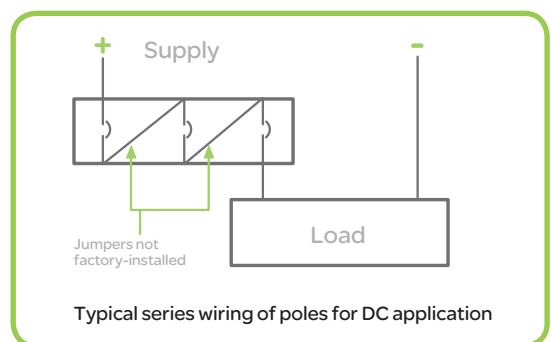 + Supply -
Load
Jumpers not
factory-installed
Typical series wiring of poles for DC application